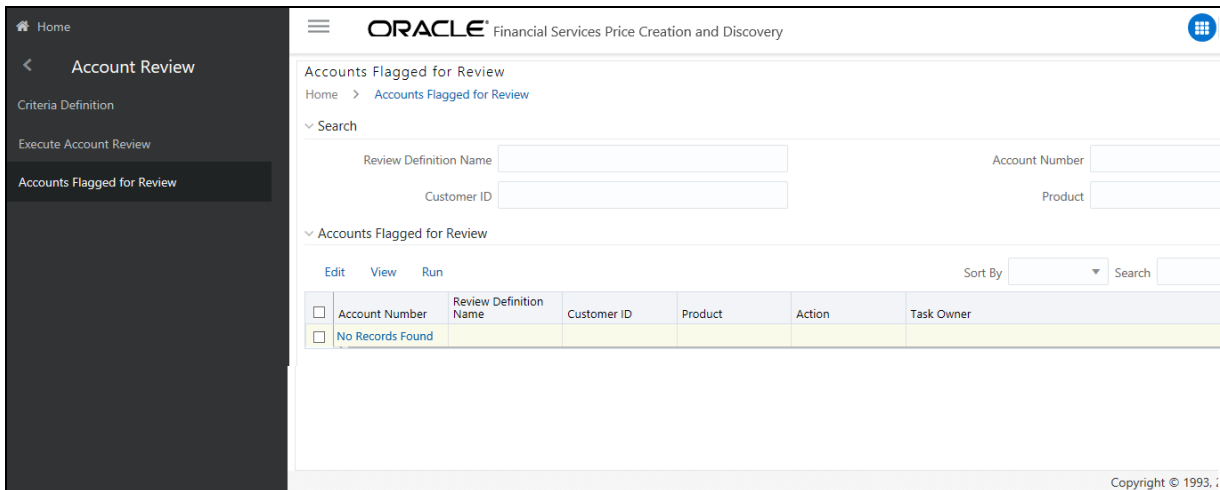 Home
Account Review
Criteria Definition
Execute Account Review
Accounts Flagged for Review
ORACLE® Financial Services Price Creation and Discovery
Accounts Flagged for Review
Home > Accounts Flagged for Review
Search
Review Definition Name
Account Number
Customer ID
Product
Accounts Flagged for Review
Edit View Run
Sort By
Search
Account Number Review Definition Name Customer ID Product Action Task Owner
No Records Found
Copyright © 1993,